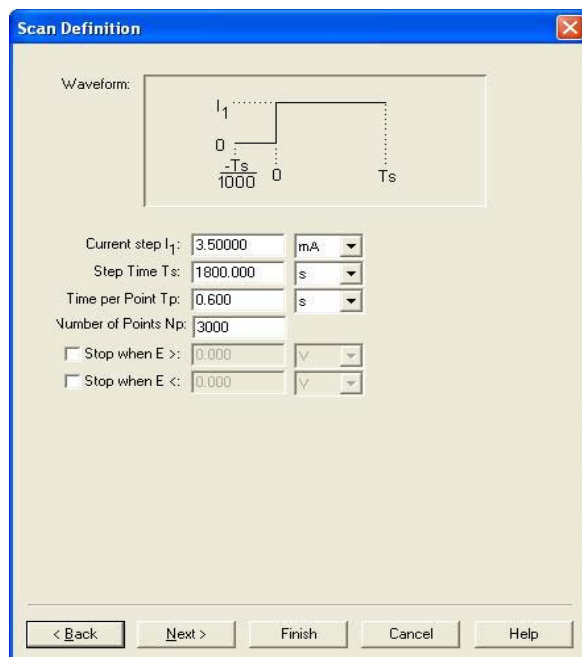 Scan Definition
Waveform:
I1
0
-Ts
1000
0
Ts
Current step I1: 3.50000 mA
Step Time Ts: 1800.000 s
Time per Point Tp: 0.600 s
Number of Points Np: 3000
Stop when E >: 0.000 V
Stop when E <: 0.000 V
< Back Next > Finish Cancel Help